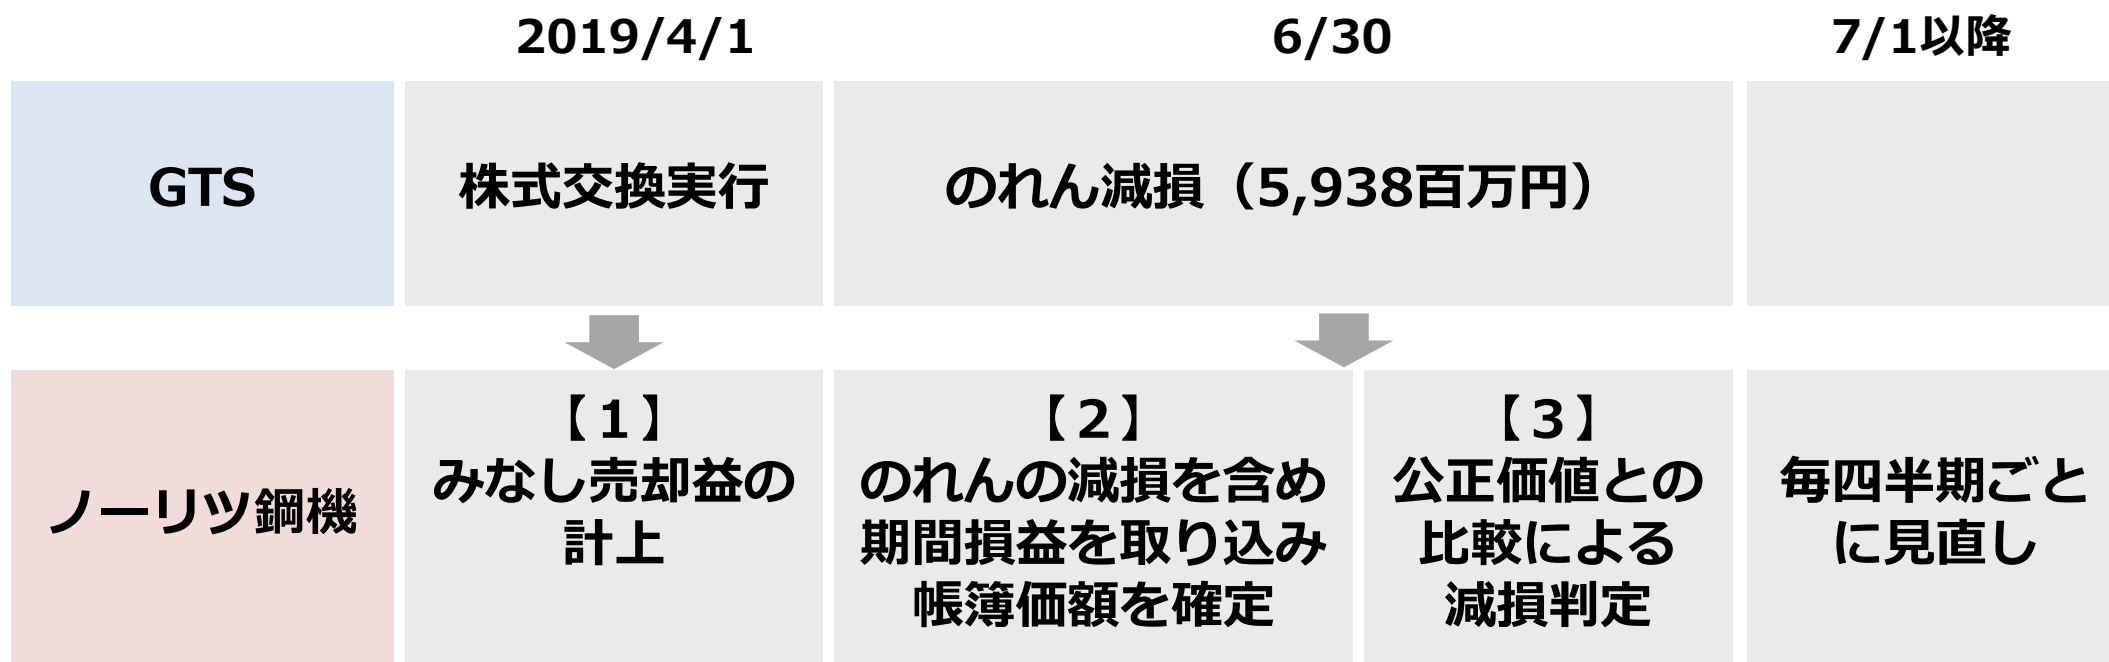 2019/4/1
6/30
7/1以降
GTS
株式交換実行
のれん減損（5,938百万円）
ノーリツ鋼機
【１】
みなし売却益の
計上
【２】
のれんの減損を含め
期間損益を取り込み
帳簿価額を確定
【３】
公正価値との
比較による
減損判定
毎四半期ごと
に見直し